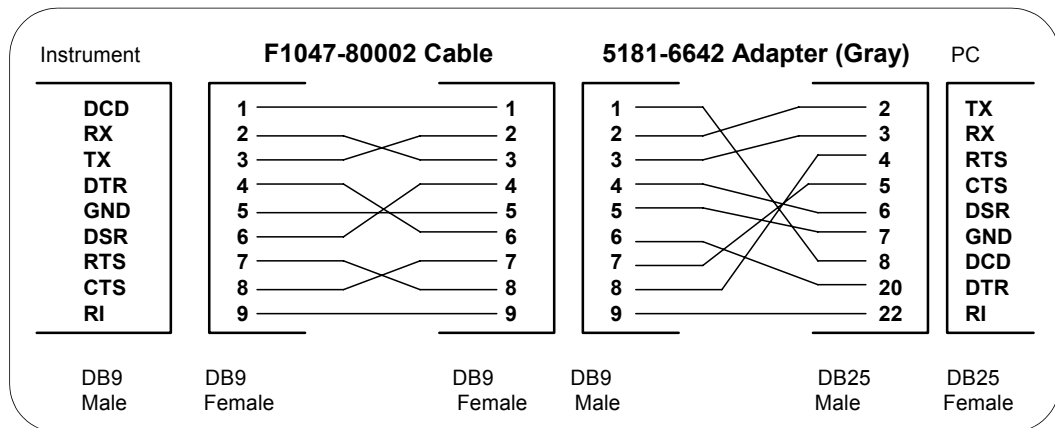 Instrument F1047-80002 Cable 5181-6642 Adapter (Gray) PC
DCD 1 1 1 2 TX
RX 2 2 2 3 RX
TX 3 3 3 4 RTS
DTR 4 4 4 5 CTS
GND 5 5 5 6 DSR
DSR 6 6 6 7 GND
RTS 7 7 7 8 DCD
CTS 8 8 8 20 DTR
RI 9 9 9 22 RI
DB9 DB9 DB9 DB9 DB25 DB25
Male Female Female Male Male Female